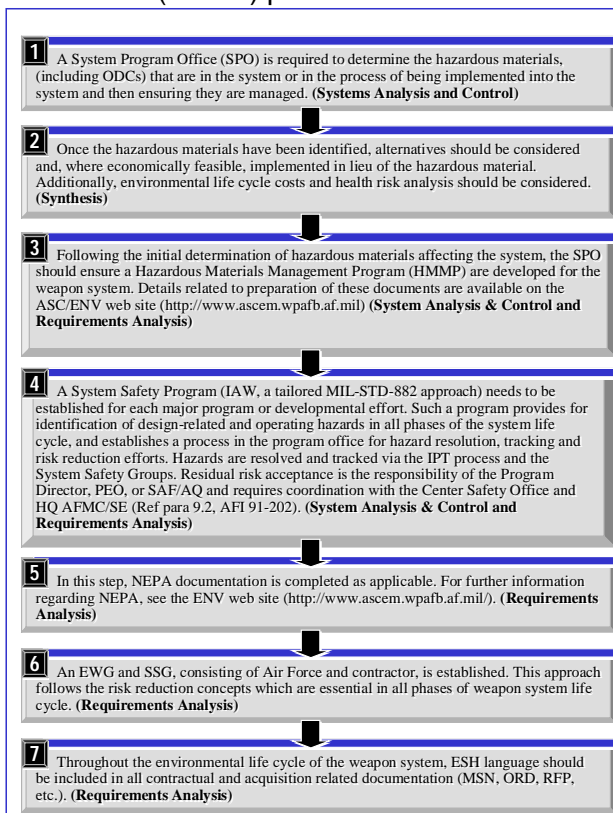 1
A System Program Office (SPO) is required to determine the hazardous materials,
(including ODCs) that are in the system or in the process of being implemented into the
system and then ensuring they are managed. (Systems Analysis and Control)
2
Once the hazardous materials have been identified, alternatives should be considered
and, where economically feasible, implemented in lieu of the hazardous material.
Additionally, environmental life cycle costs and health risk analysis should be considered.
(Synthesis)
3
Following the initial determination of hazardous materials affecting the system, the SPO
should ensure a Hazardous Materials Management Program (HMMP) are developed for the
weapon system. Details related to preparation of these documents are available on the
ASC/ENV web site (http://www.ascem.wpafb.af.mil) (System Analysis & Control and
Requirements Analysis)
4
A System Safety Program (IAW, a tailored MIL-STD-882 approach) needs to be
established for each major program or developmental effort. Such a program provides for
identification of design-related and operating hazards in all phases of the system life
cycle, and establishes a process in the program office for hazard resolution, tracking and
risk reduction efforts. Hazards are resolved and tracked via the IPT process and the
System Safety Groups. Residual risk acceptance is the responsibility of the Program
Director, PEO, or SAF/AQ and requires coordination with the Center Safety Office and
HQ AFMC/SE (Ref para 9.2, AFI 91-202). (System Analysis & Control and
Requirements Analysis)
5
In this step, NEPA documentation is completed as applicable. For further information
regarding NEPA, see the ENV web site (http://www.ascem.wpafb.af.mil/). (Requirements
Analysis)
6
An EWG and SSG, consisting of Air Force and contractor, is established. This approach
follows the risk reduction concepts which are essential in all phases of weapon system life
cycle. (Requirements Analysis)
7
Throughout the environmental life cycle of the weapon system, ESH language should
be included in all contractual and acquisition related documentation (MSN, ORD, RFP,
etc.). (Requirements Analysis)